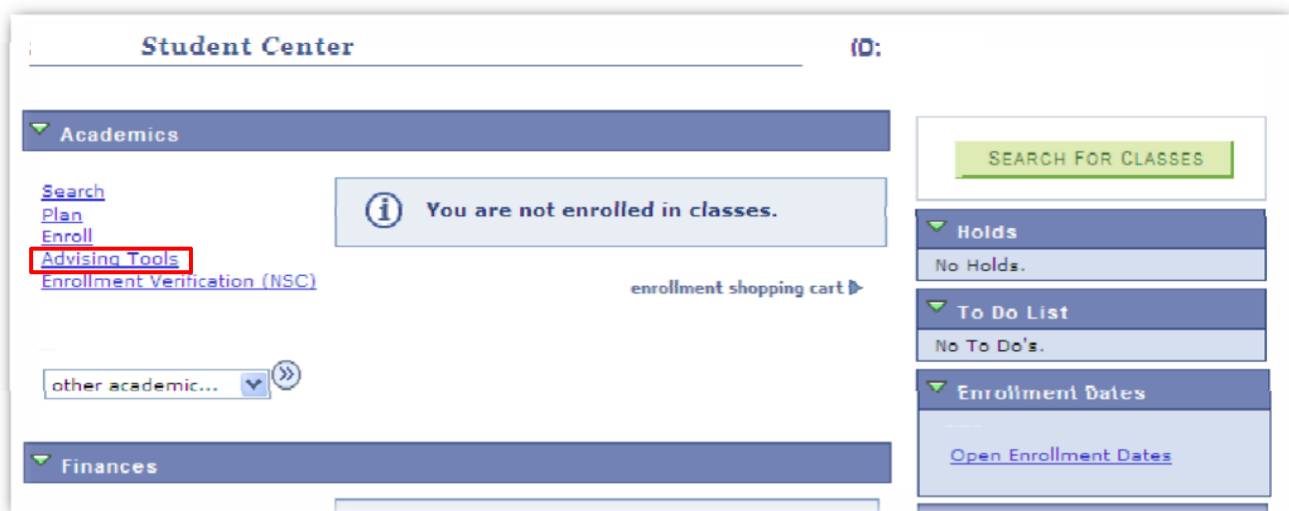 Student Center
ID:
Academics
Search
Plan
Enroll
Advising Tools
Enrollment Verification (NSC)
You are not enrolled in classes.
enrollment shopping cart
other academic...
Finances
SEARCH FOR CLASSES
Holds
No Holds.
To Do List
No To Do's.
Enrollment Dates
Open Enrollment Dates